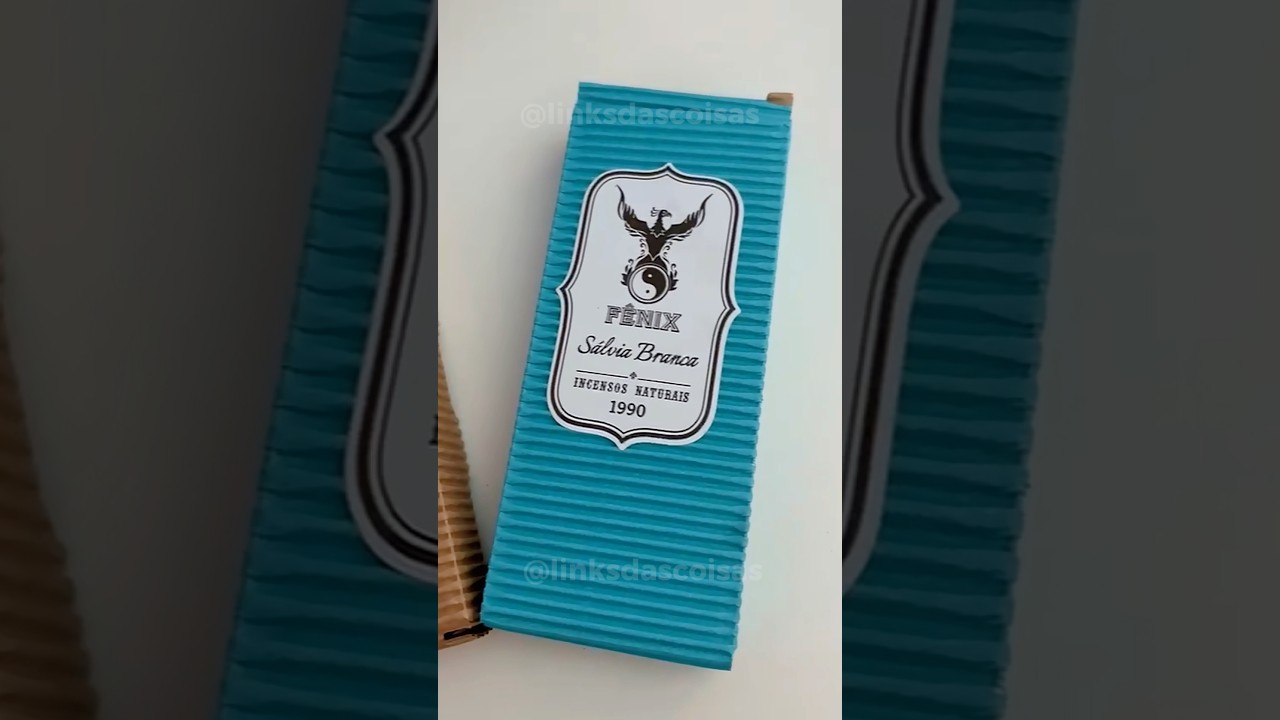 @linksdascoisas
FÊNIX
Sálvia Branca
INCENSOS NATURAIS
1990
@linksdascoisas